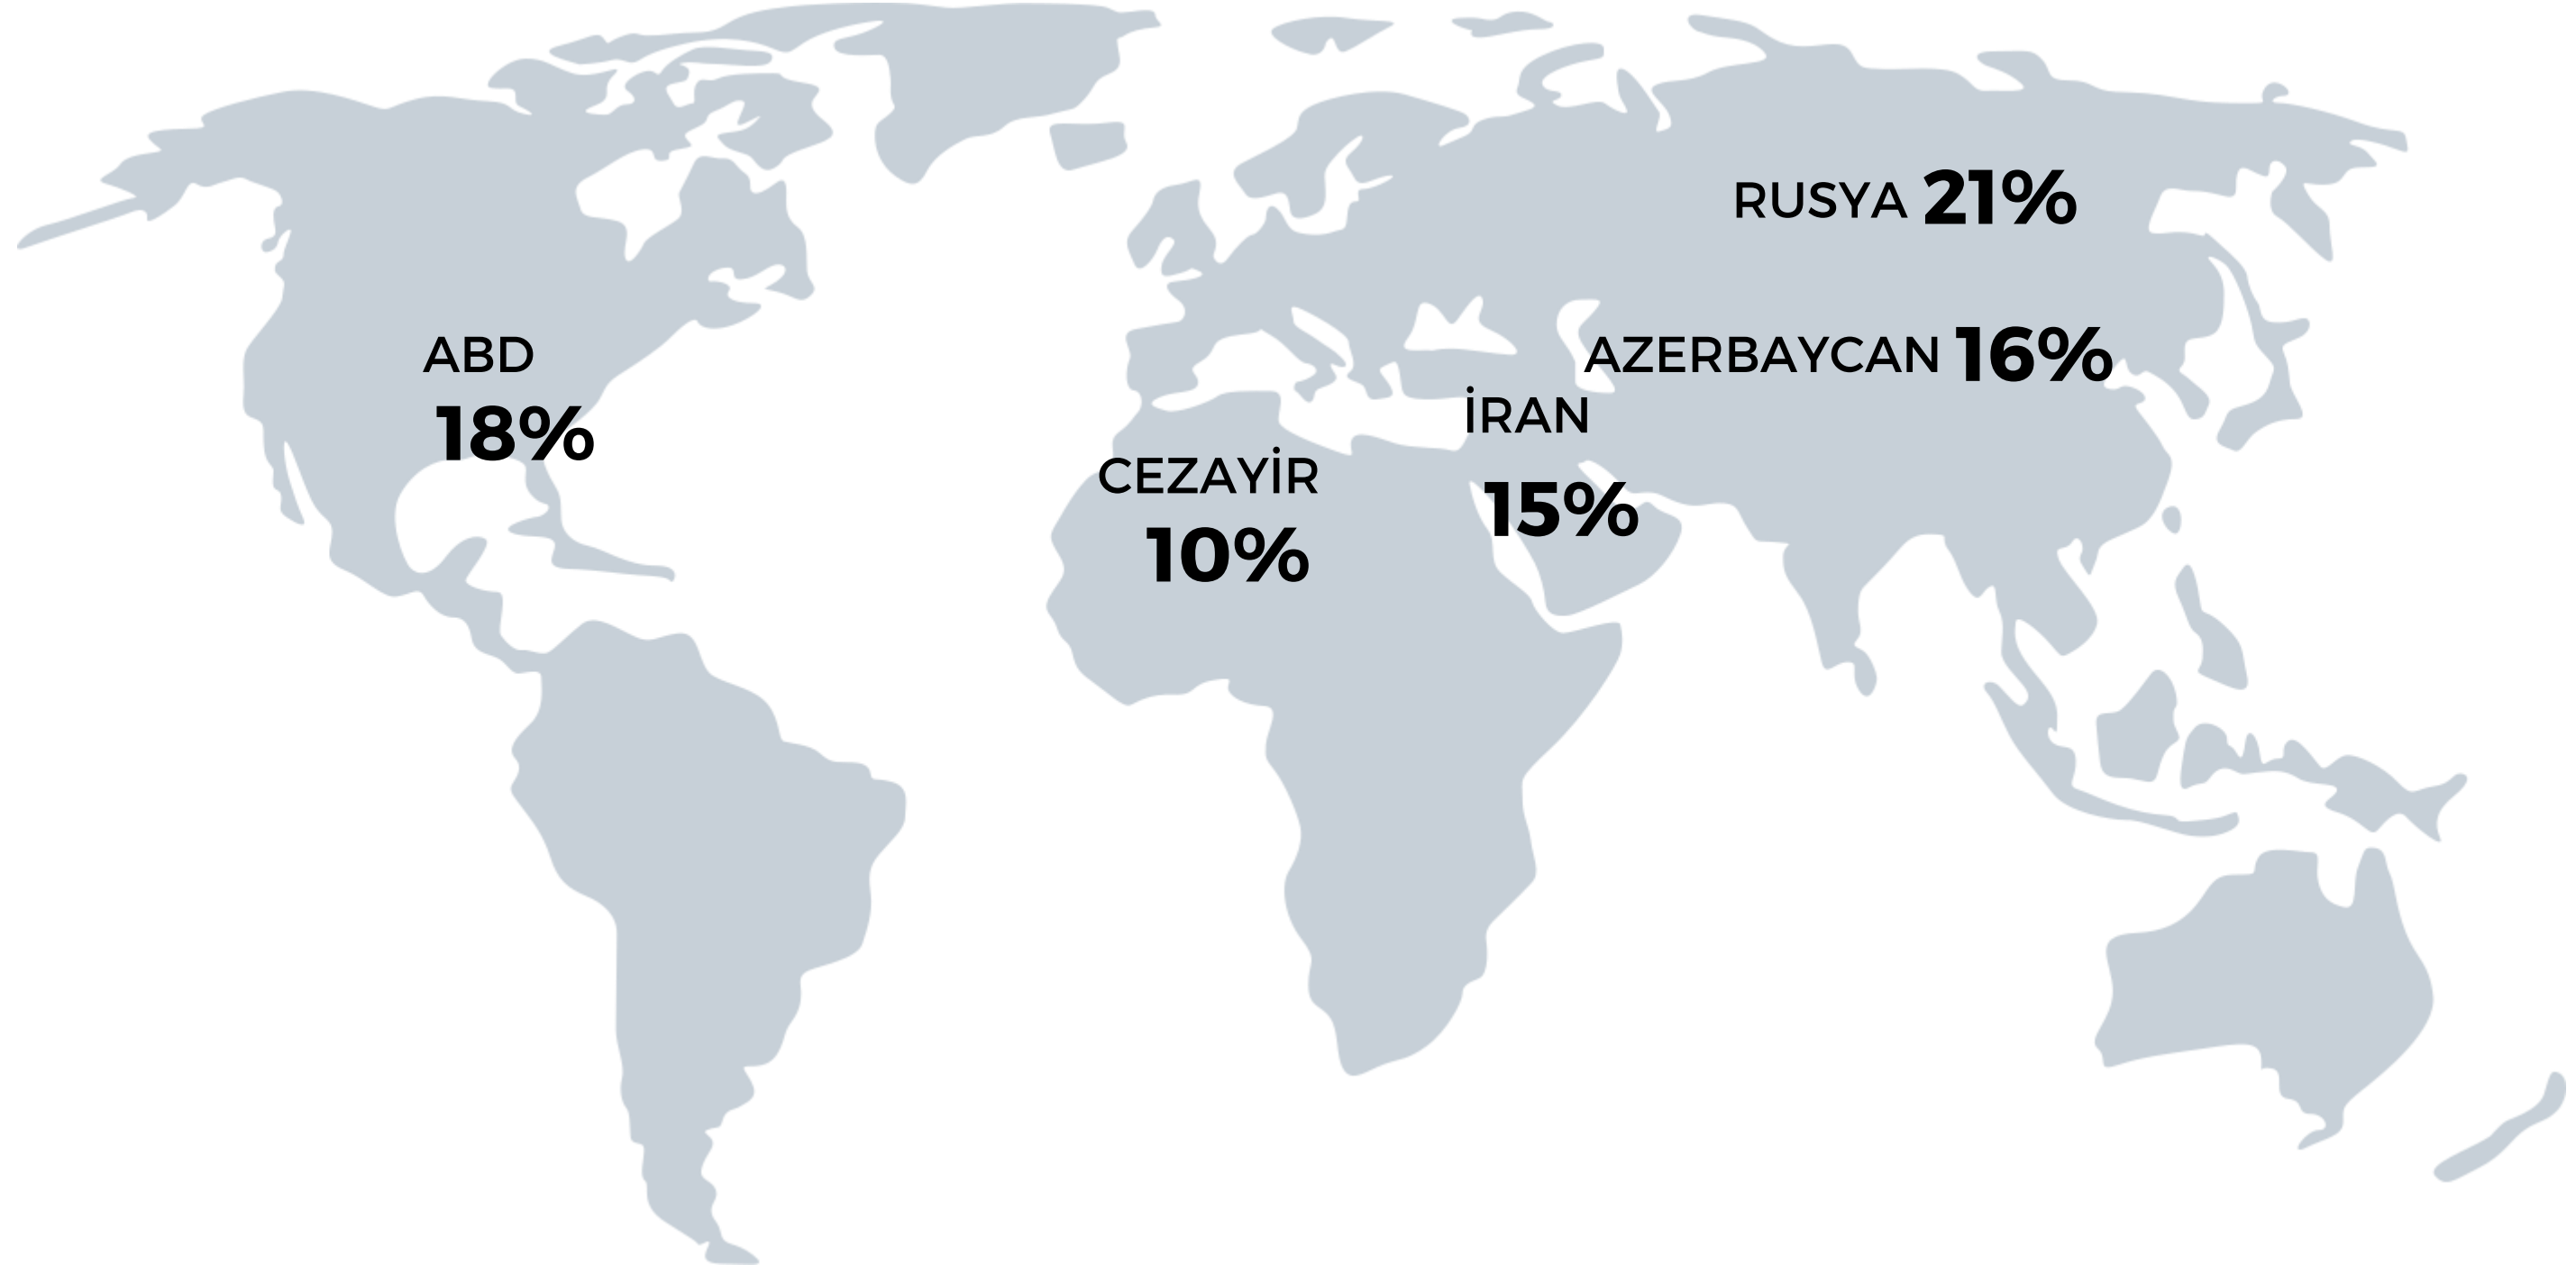 RUSYA 21%
ABD
18%
AZERBAYCAN 16%
İRAN
15%
CEZAYİR
10%